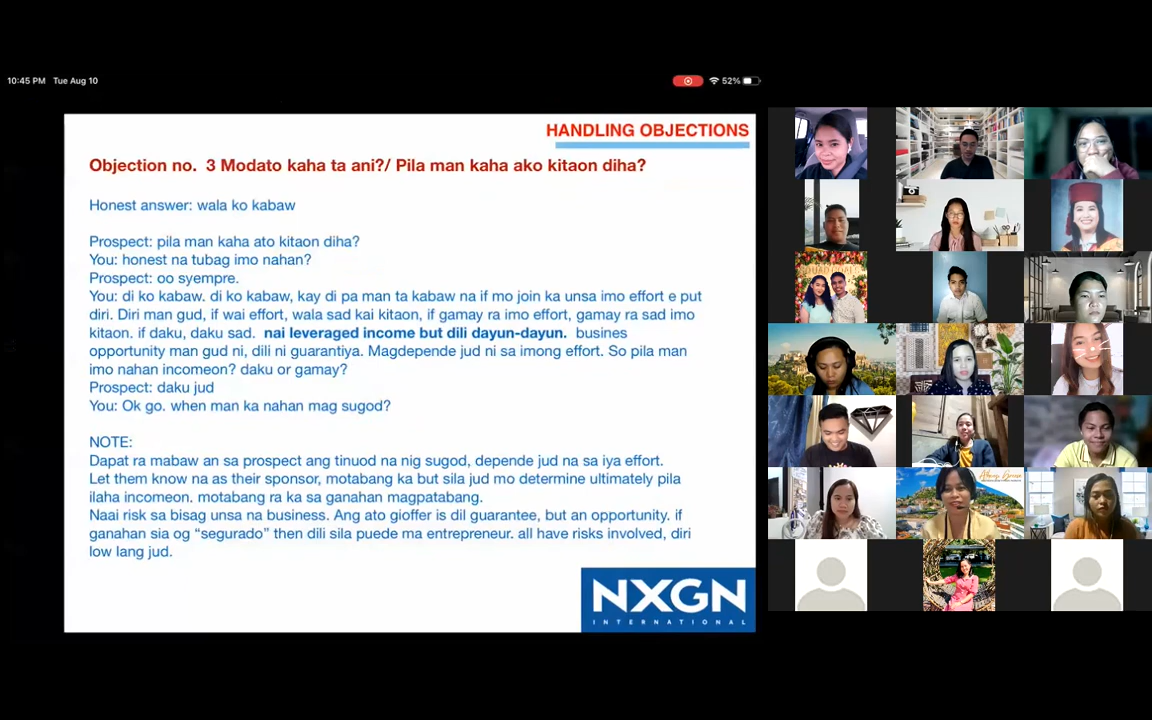 10:45 PM Tue Aug 10
52%
HANDLING OBJECTIONS
Objection no. 3 Modato kaha ta ani?/ Pila man kaha ako kitaon diha?
Honest answer: wala ko kabaw
Prospect: pila man kaha ato kitaon diha?
You: honest na tubag imo nahan?
Prospect: oo syempre.
You: di ko kabaw. di ko kabaw, kay di pa man ta kabaw na if mo join ka unsa imo effort e put
diri. Diri man gud, if wai effort, wala sad kai kitaon, if gamay ra imo effort, gamay ra sad imo
kitaon. if daku, daku sad. nai leveraged income but dili dayun-dayun. busines
opportunity man gud ni, dili ni guarantiya. Magdepende jud ni sa imong effort. So pila man
imo nahan incomeon? daku or gamay?
Prospect: daku jud
You: Ok go. when man ka nahan mag sugod?
NOTE:
Dapat ra mabaw an sa prospect ang tinuod na nig sugod, depende jud na sa iya effort.
Let them know na as their sponsor, motabang ka but sila jud mo determine ultimately pila
ilaha incomeon. motabang ra ka sa ganahan magpatabang.
Naai risk sa bisag unsa na business. Ang ato gioffer is dil guarantee, but an opportunity. if
ganahan sia og “segurado” then dili sila puede ma entrepreneur. all have risks involved, diri
low lang jud.
NXGN
INTERNATIONAL